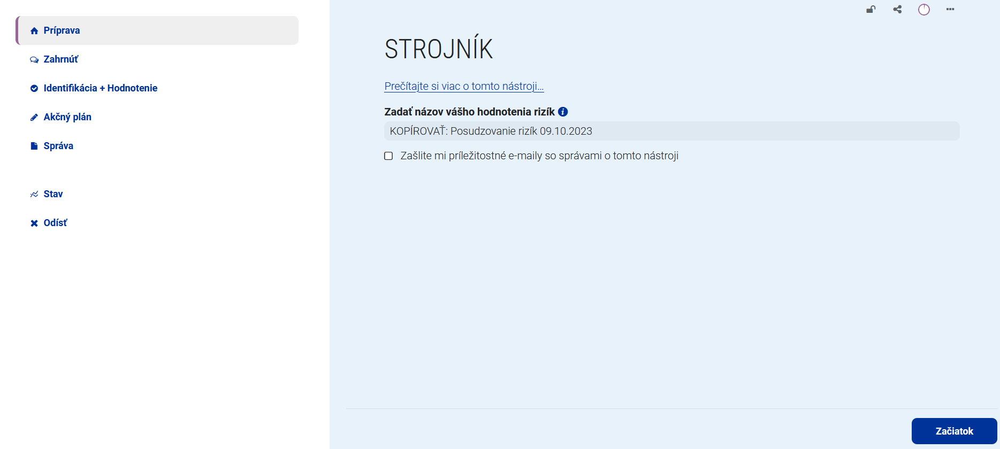 Príprava
Zahrnúť
Identifikácia + Hodnotenie
Akčný plán
Správa
Stav
Odísť
STROJNÍK
Prečítajte si viac o tomto nástroji...
Zadať názov vášho hodnotenia rizík
KOPÍROVAŤ: Posudzovanie rizík 09.10.2023
Zašlite mi príležitostné e-maily so správami o tomto nástroji
Začiatok